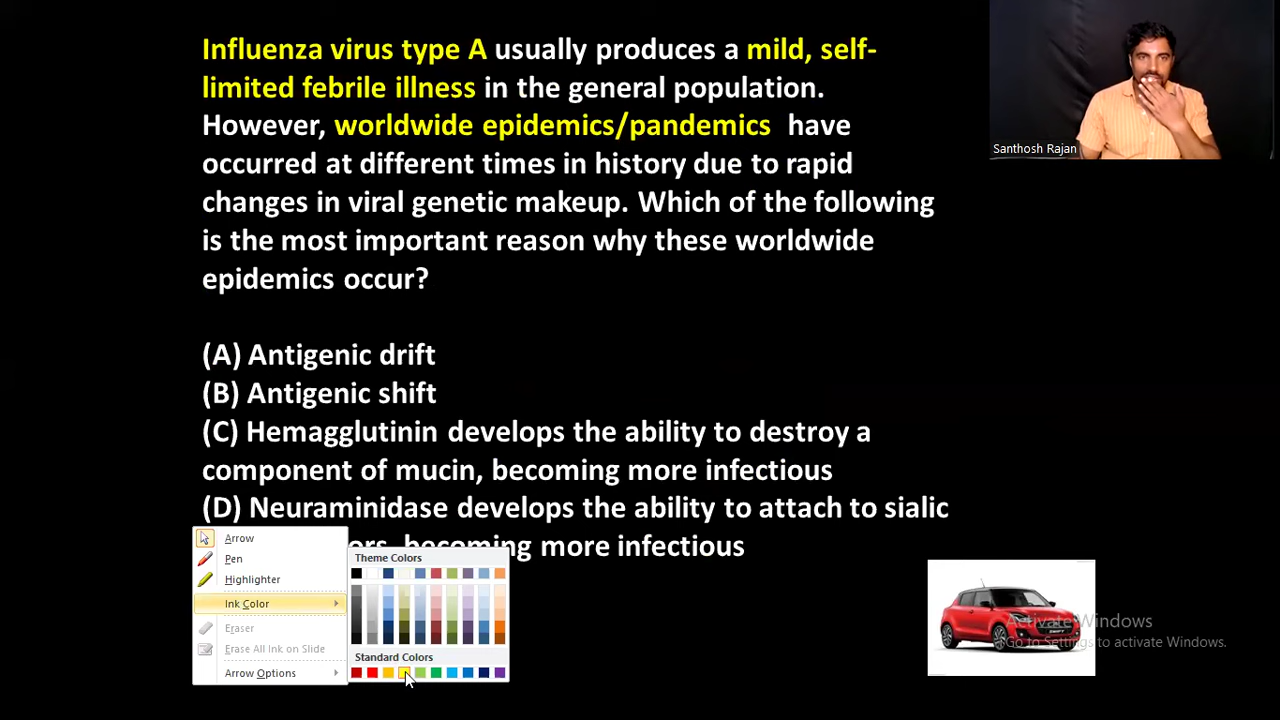 Influenza virus type A usually produces a mild, self-
limited febrile illness in the general population.
However, worldwide epidemics/pandemics have
occurred at different times in history due to rapid
changes in viral genetic makeup. Which of the following
is the most important reason why these worldwide
epidemics occur?
(A) Antigenic drift
(B) Antigenic shift
(C) Hemagglutinin develops the ability to destroy a
component of mucin, becoming more infectious
(D) Neuraminidase develops the ability to attach to sialic
becoming more infectious
Santhosh Rajan
Arrow
Pen
Highlighter
Ink Color
Eraser
Erase All Ink on Slide
Arrow Options
Theme Colors
Standard Colors
Activate Windows
Go to Settings to activate Windows.